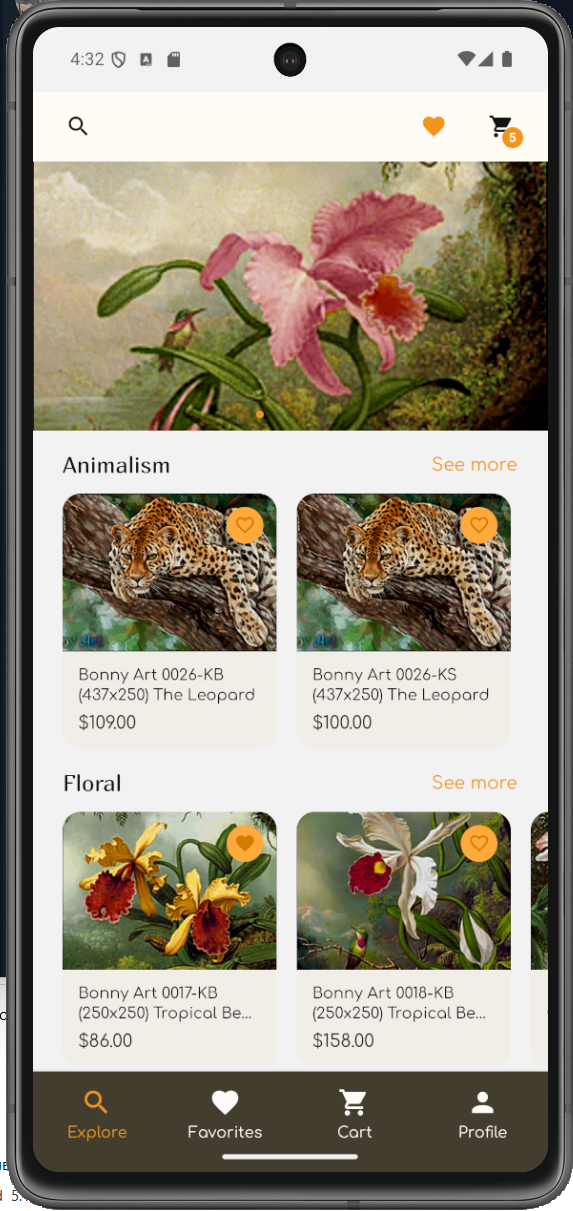 4:32
5
Animalism
See more
Bonny Art 0026-KB
(437x250) The Leopard
$109.00
Bonny Art 0026-KS
(437x250) The Leopard
$100.00
Floral
See more
Bonny Art 0017-KB
(250x250) Tropical Be...
$86.00
Bonny Art 0018-KB
(250x250) Tropical Be...
$158.00
Explore
Favorites
Cart
Profile